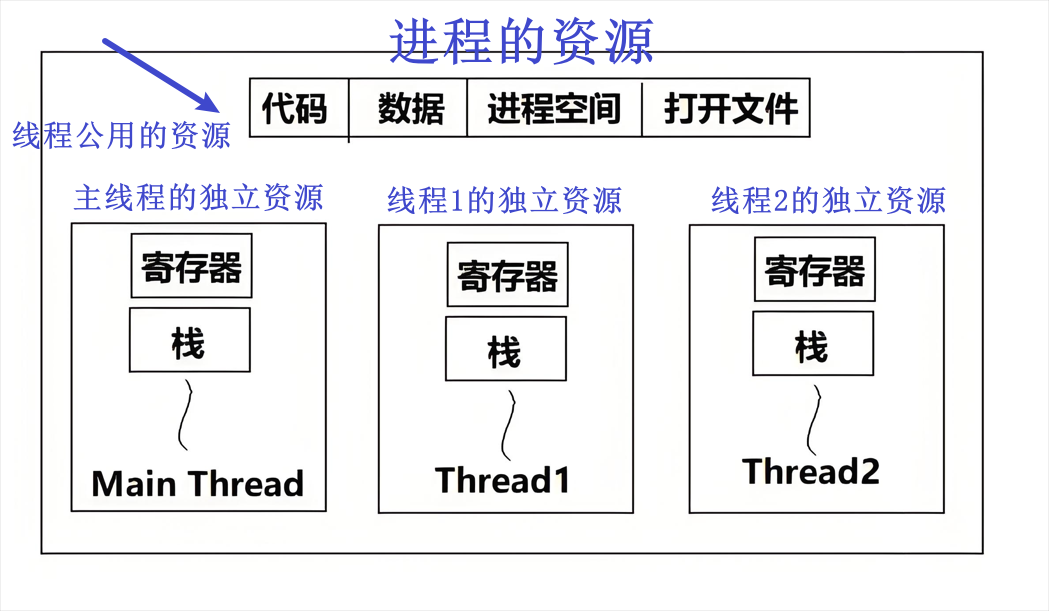 进程的资源
代码 数据 进程空间 打开文件
线程公用的资源
主线程的独立资源
线程1的独立资源
线程2的独立资源
寄存器
栈
Main Thread
寄存器
栈
Thread1
寄存器
栈
Thread2